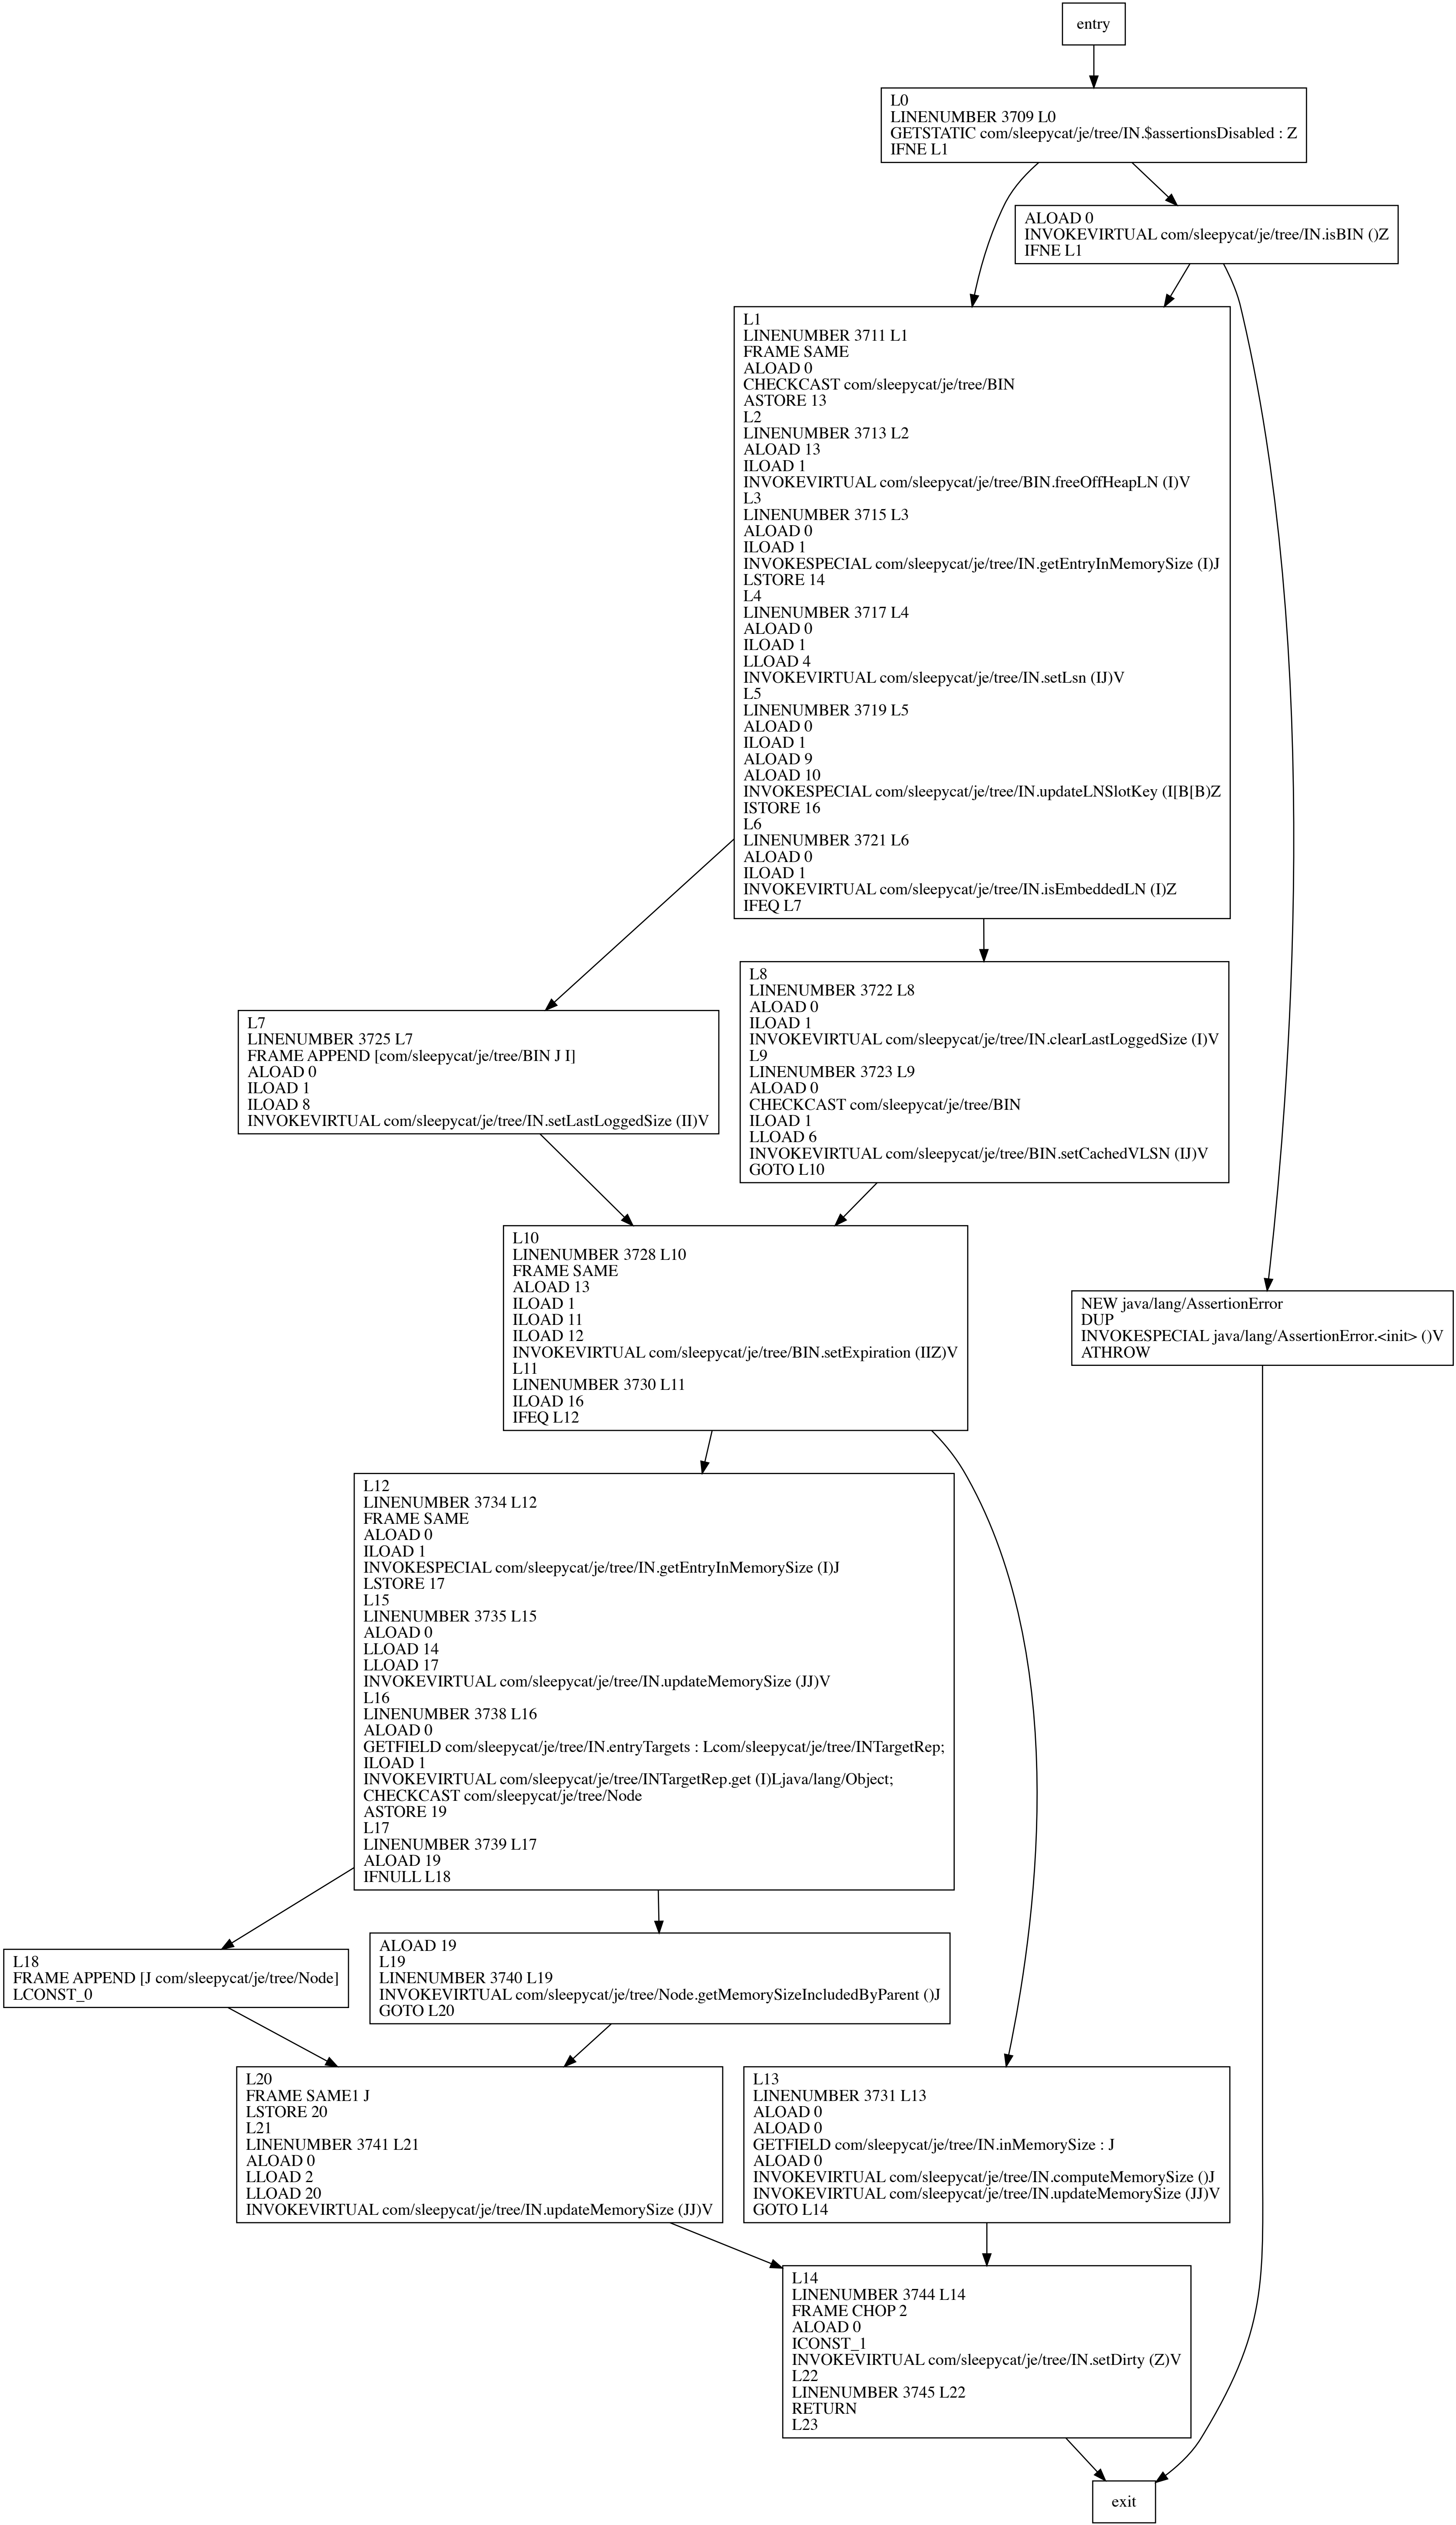 entry
L0
LINENUMBER 3709 L0
GETSTATIC com/sleepycat/je/tree/IN.$assertionsDisabled : Z
IFNE L1
ALOAD 0
INVOKEVIRTUAL com/sleepycat/je/tree/IN.isBIN ()Z
IFNE L1
L1
LINENUMBER 3711 L1
FRAME SAME
ALOAD 0
CHECKCAST com/sleepycat/je/tree/BIN
ASTORE 13
L2
LINENUMBER 3713 L2
ALOAD 13
ILOAD 1
INVOKEVIRTUAL com/sleepycat/je/tree/BIN.freeOffHeapLN (I)V
L3
LINENUMBER 3715 L3
ALOAD 0
ILOAD 1
INVOKESPECIAL com/sleepycat/je/tree/IN.getEntryInMemorySize (I)J
LSTORE 14
L4
LINENUMBER 3717 L4
ALOAD 0
ILOAD 1
LLOAD 4
INVOKEVIRTUAL com/sleepycat/je/tree/IN.setLsn (IJ)V
L5
LINENUMBER 3719 L5
ALOAD 0
ILOAD 1
ALOAD 9
ALOAD 10
INVOKESPECIAL com/sleepycat/je/tree/IN.updateLNSlotKey (I[B[B)Z
ISTORE 16
L6
LINENUMBER 3721 L6
ALOAD 0
ILOAD 1
INVOKEVIRTUAL com/sleepycat/je/tree/IN.isEmbeddedLN (I)Z
IFEQ L7
L8
LINENUMBER 3722 L8
ALOAD 0
ILOAD 1
INVOKEVIRTUAL com/sleepycat/je/tree/IN.clearLastLoggedSize (I)V
L9
LINENUMBER 3723 L9
ALOAD 0
CHECKCAST com/sleepycat/je/tree/BIN
ILOAD 1
LLOAD 6
INVOKEVIRTUAL com/sleepycat/je/tree/BIN.setCachedVLSN (IJ)V
GOTO L10
L7
LINENUMBER 3725 L7
FRAME APPEND [com/sleepycat/je/tree/BIN J I]
ALOAD 0
ILOAD 1
ILOAD 8
INVOKEVIRTUAL com/sleepycat/je/tree/IN.setLastLoggedSize (II)V
L10
LINENUMBER 3728 L10
FRAME SAME
ALOAD 13
ILOAD 1
ILOAD 11
ILOAD 12
INVOKEVIRTUAL com/sleepycat/je/tree/BIN.setExpiration (IIZ)V
L11
LINENUMBER 3730 L11
ILOAD 16
IFEQ L12
NEW java/lang/AssertionError
DUP
INVOKESPECIAL java/lang/AssertionError.<init> ()V
ATHROW
L12
LINENUMBER 3734 L12
FRAME SAME
ALOAD 0
ILOAD 1
INVOKESPECIAL com/sleepycat/je/tree/IN.getEntryInMemorySize (I)J
LSTORE 17
L15
LINENUMBER 3735 L15
ALOAD 0
LLOAD 14
LLOAD 17
INVOKEVIRTUAL com/sleepycat/je/tree/IN.updateMemorySize (JJ)V
L16
LINENUMBER 3738 L16
ALOAD 0
GETFIELD com/sleepycat/je/tree/IN.entryTargets : Lcom/sleepycat/je/tree/INTargetRep;
ILOAD 1
INVOKEVIRTUAL com/sleepycat/je/tree/INTargetRep.get (I)Ljava/lang/Object;
CHECKCAST com/sleepycat/je/tree/Node
ASTORE 19
L17
LINENUMBER 3739 L17
ALOAD 19
IFNULL L18
L18
FRAME APPEND [J com/sleepycat/je/tree/Node]
LCONST_0
ALOAD 19
L19
LINENUMBER 3740 L19
INVOKEVIRTUAL com/sleepycat/je/tree/Node.getMemorySizeIncludedByParent ()J
GOTO L20
L20
FRAME SAME1 J
LSTORE 20
L21
LINENUMBER 3741 L21
ALOAD 0
LLOAD 2
LLOAD 20
INVOKEVIRTUAL com/sleepycat/je/tree/IN.updateMemorySize (JJ)V
L13
LINENUMBER 3731 L13
ALOAD 0
ALOAD 0
GETFIELD com/sleepycat/je/tree/IN.inMemorySize : J
ALOAD 0
INVOKEVIRTUAL com/sleepycat/je/tree/IN.computeMemorySize ()J
INVOKEVIRTUAL com/sleepycat/je/tree/IN.updateMemorySize (JJ)V
GOTO L14
L14
LINENUMBER 3744 L14
FRAME CHOP 2
ALOAD 0
ICONST_1
INVOKEVIRTUAL com/sleepycat/je/tree/IN.setDirty (Z)V
L22
LINENUMBER 3745 L22
RETURN
L23
exit